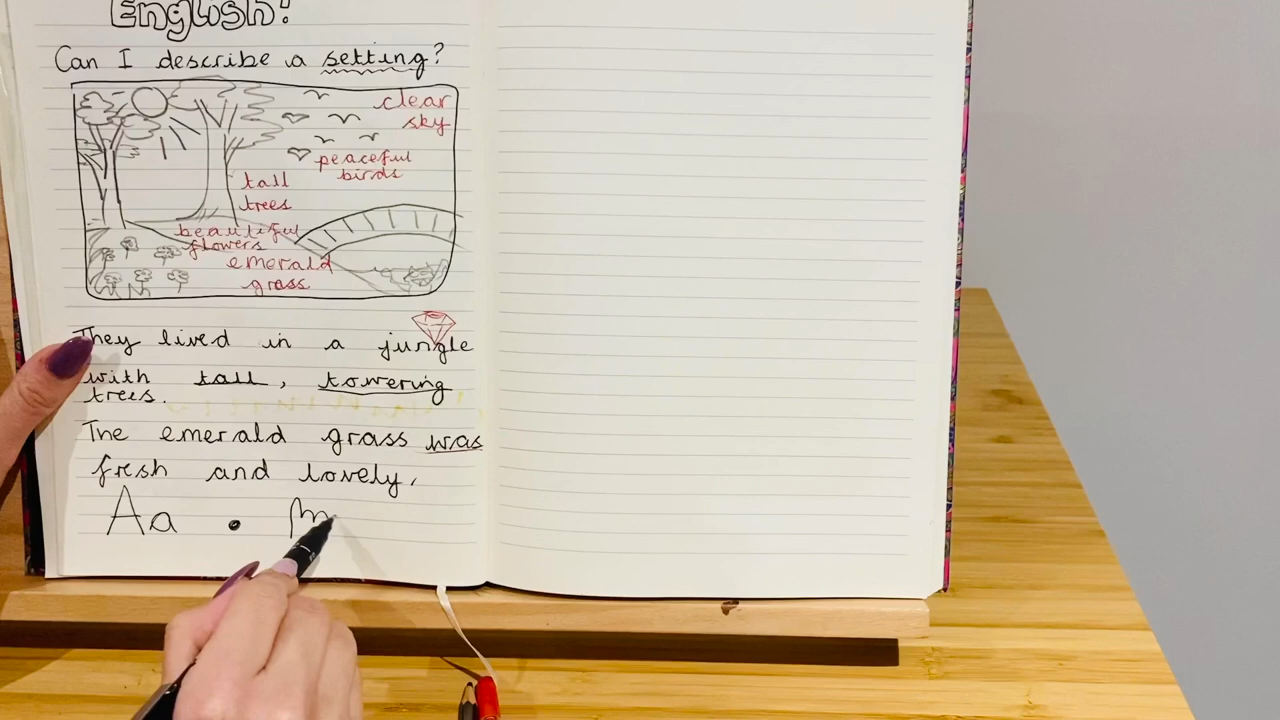 English!
Can I describe a setting?
clear
sky
peaceful
birds
tall
trees
beautiful
flowers
emerald
grass
They lived in a jungle
with tall, towering
trees.
The emerald grass was
fresh and lovely,
Aa . m